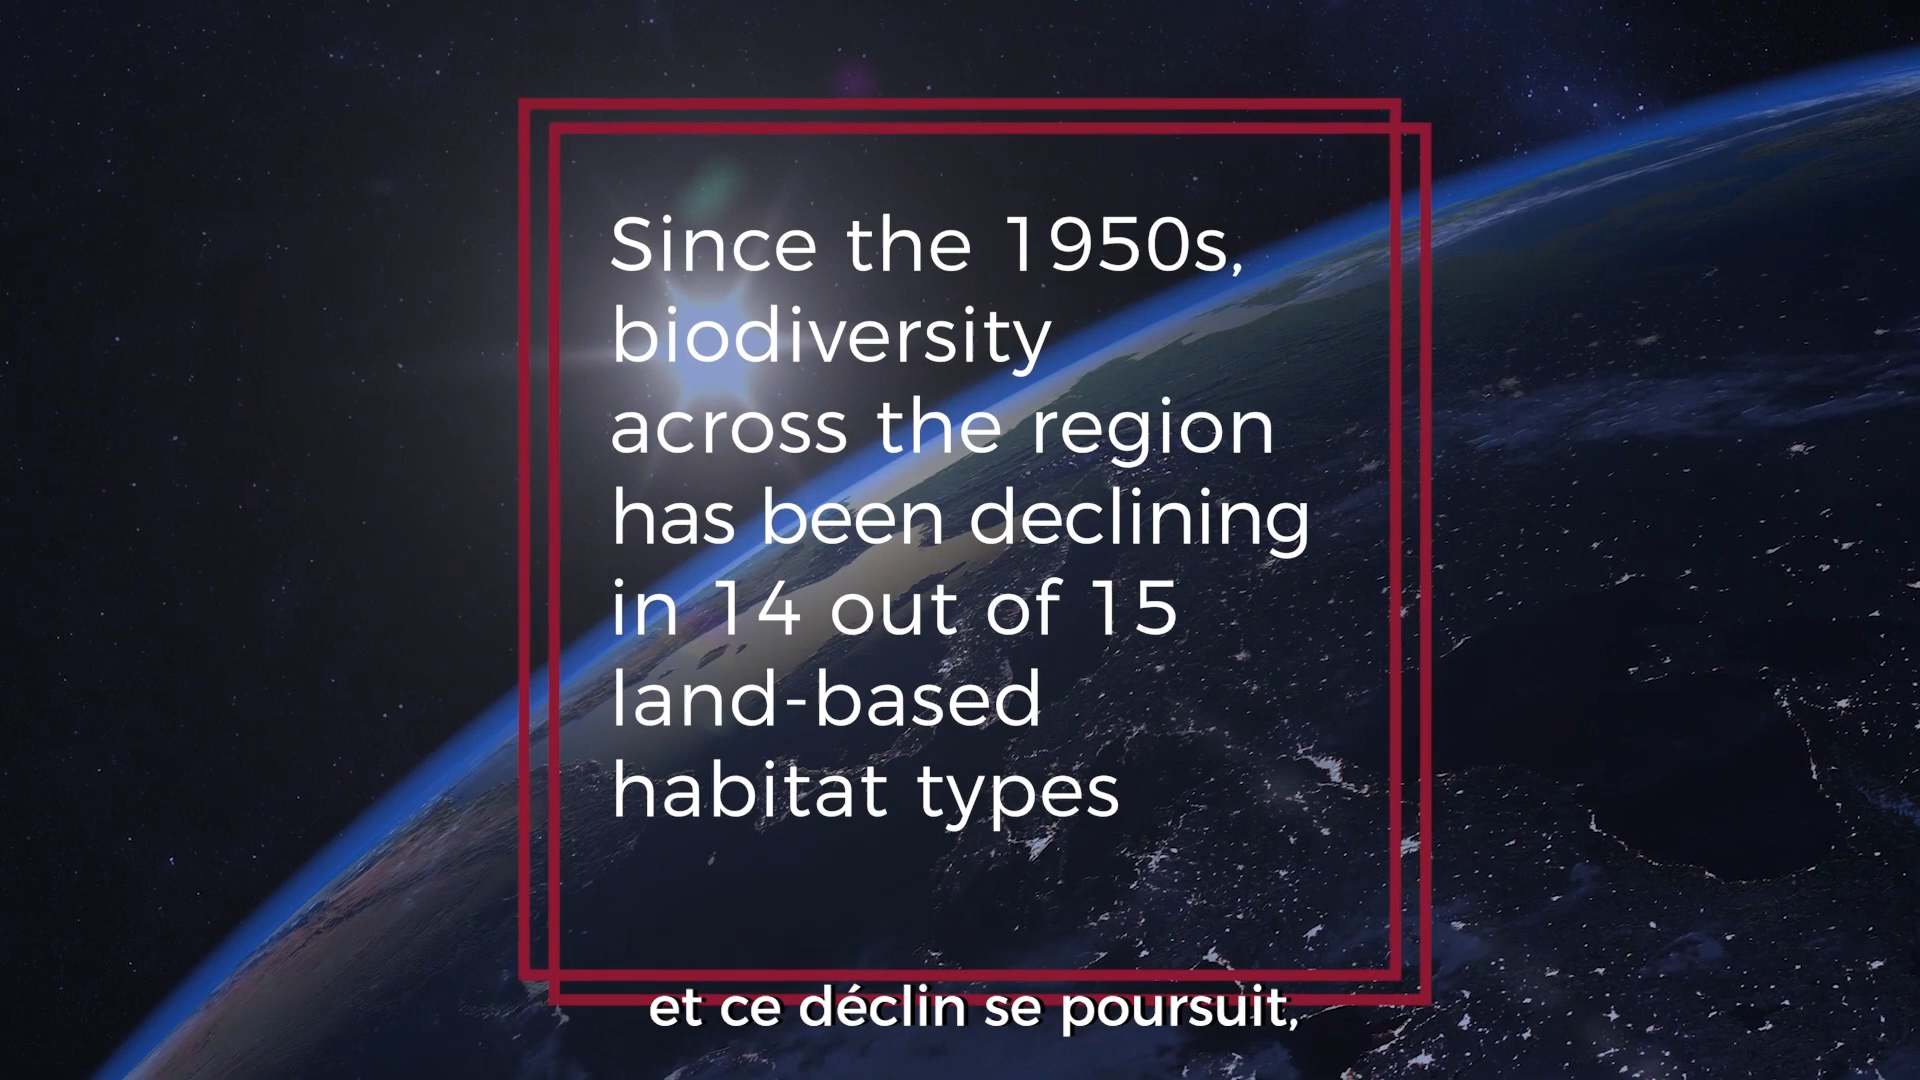 Since the 1950s,
biodiversity
across the region
has been declining
in 14 out of 15
land-based
habitat types
et ce déclin se poursuit,